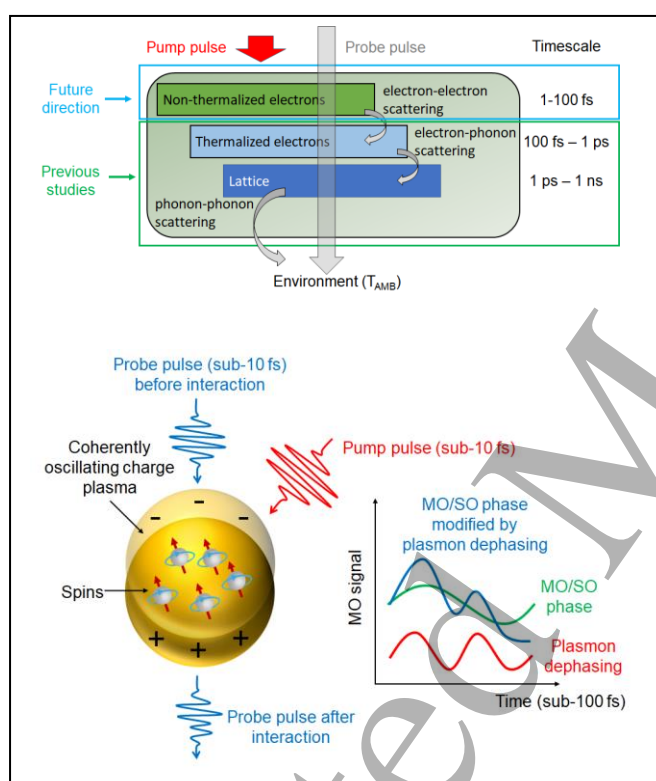 Pump pulse
Probe pulse
Timescale
Future
direction
Non-thermalized electrons
electron-electron
scattering
1-100 fs
Previous
studies
Thermalized electrons
electron-phonon
scattering
100 fs – 1 ps
Lattice
1 ps – 1 ns
phonon-phonon
scattering
Environment (TAMB)
Probe pulse (sub-10 fs)
before interaction
Coherently
oscillating charge
plasma
Pump pulse (sub-10 fs)
- - -
Spins
+ + +
Probe pulse after
interaction
MO signal
MO/SO phase
modified by
plasmon dephasing
MO/SO
phase
Plasmon
dephasing
Time (sub-100 fs)